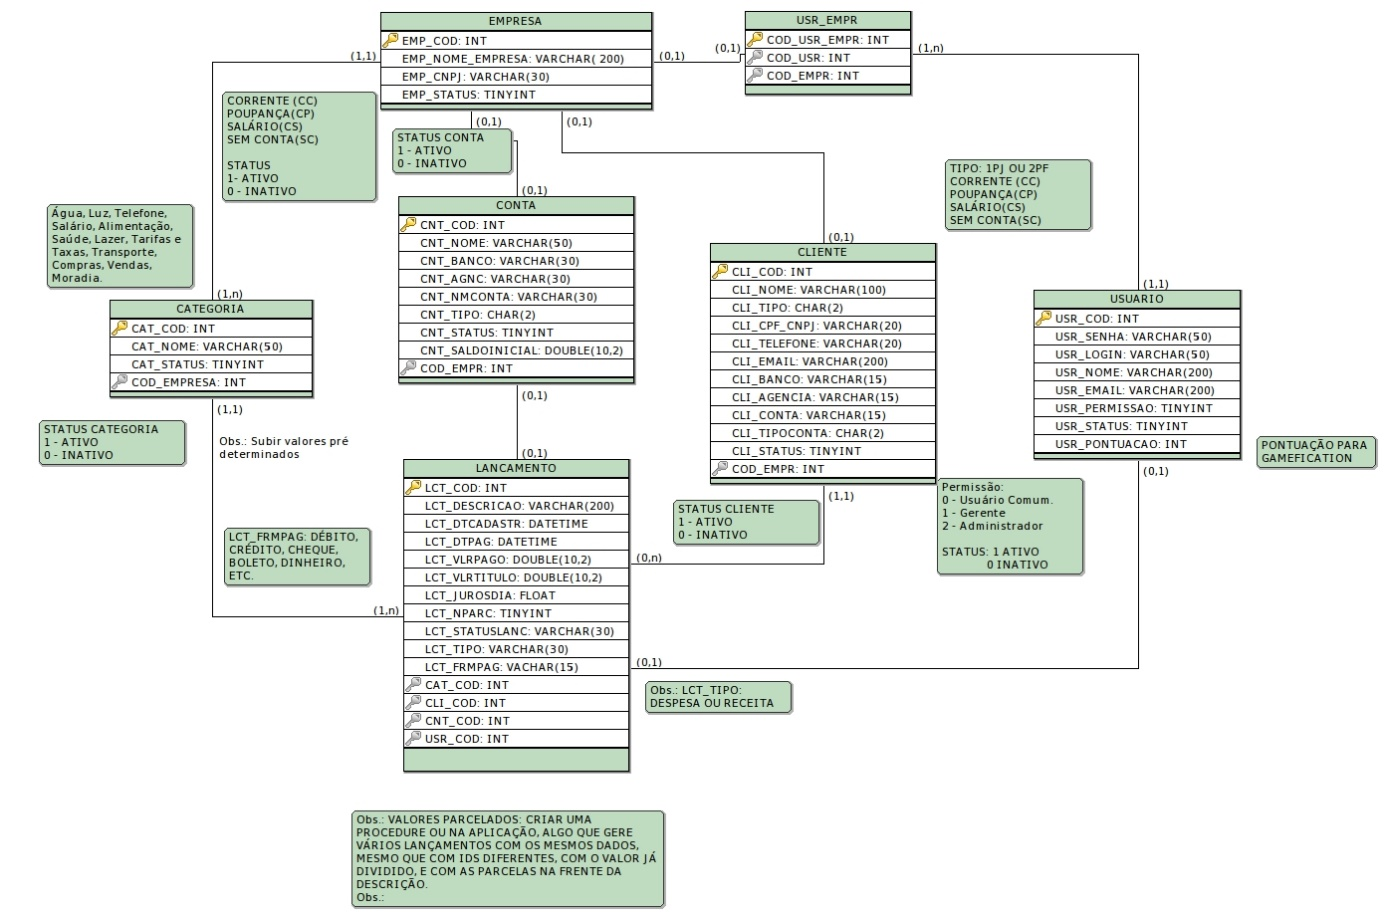 EMPRESA
EMP_COD: INT
EMP_NOME_EMPRESA: VARCHAR( 200)
EMP_CNPJ: VARCHAR(30)
EMP_STATUS: TINYINT
USR_EMPR
COD_USR_EMPR: INT
COD_USR: INT
COD_EMPR: INT
(1,1)
(0,1)
(0,1)
(1,n)
(0,1)
(0,1)
CORRENTE (CC)
POUPANÇA(CP)
SALÁRIO(CS)
SEM CONTA(SC)
STATUS
1- ATIVO
0 - INATIVO
STATUS CONTA
1 - ATIVO
0 - INATIVO
TIPO: 1PJ OU 2PF
CORRENTE (CC)
POUPANÇA(CP)
SALÁRIO(CS)
SEM CONTA(SC)
Água, Luz, Telefone,
Salário, Alimentação,
Saúde, Lazer, Tarifas e
Taxas, Transporte,
Compras, Vendas,
Moradia.
(0,1)
CONTA
CNT_COD: INT
CNT_NOME: VARCHAR(50)
CNT_BANCO: VARCHAR(30)
CNT_AGNC: VARCHAR(30)
CNT_NMCONTA: VARCHAR(30)
CNT_TIPO: CHAR(2)
CNT_STATUS: TINYINT
CNT_SALDOINICIAL: DOUBLE(10,2)
COD_EMPR: INT
(0,1)
CLIENTE
CLI_COD: INT
CLI_NOME: VARCHAR(100)
CLI_TIPO: CHAR(2)
CLI_CPF_CNPJ: VARCHAR(20)
CLI_TELEFONE: VARCHAR(20)
CLI_EMAIL: VARCHAR(200)
CLI_BANCO: VARCHAR(15)
CLI_AGENCIA: VARCHAR(15)
CLI_CONTA: VARCHAR(15)
CLI_TIPOCONTA: CHAR(2)
CLI_STATUS: TINYINT
COD_EMPR: INT
(1,1)
USUARIO
USR_COD: INT
USR_SENHA: VARCHAR(50)
USR_LOGIN: VARCHAR(50)
USR_NOME: VARCHAR(200)
USR_EMAIL: VARCHAR(200)
USR_PERMISSAO: TINYINT
USR_STATUS: TINYINT
USR_PONTUACAO: INT
(1,n)
CATEGORIA
CAT_COD: INT
CAT_NOME: VARCHAR(50)
CAT_STATUS: TINYINT
COD_EMPRESA: INT
(1,1)
(0,1)
STATUS CATEGORIA
1 - ATIVO
0 - INATIVO
Obs.: Subir valores pré
determinados
PONTUAÇÃO PARA
GAMEFICATION
(0,1)
(1,1)
(0,1)
LANCAMENTO
LCT_COD: INT
LCT_DESCRICAO: VARCHAR(200)
LCT_DTCADASTR: DATETIME
LCT_DTPAG: DATETIME
LCT_VLRPAGO: DOUBLE(10,2)
LCT_VLRTITULO: DOUBLE(10,2)
LCT_JUROSDIA: FLOAT
LCT_NPARC: TINYINT
LCT_STATUSLANC: VARCHAR(30)
LCT_TIPO: VARCHAR(30)
LCT_FRMPAG: VACHAR(15)
CAT_COD: INT
CLI_COD: INT
CNT_COD: INT
USR_COD: INT
STATUS CLIENTE
1 - ATIVO
0 - INATIVO
Permissão:
0 - Usuário Comum.
1 - Gerente
2 - Administrador
STATUS: 1 ATIVO
0 INATIVO
LCT_FRMPAG: DÉBITO,
CRÉDITO, CHEQUE,
BOLETO, DINHEIRO,
ETC.
(0,n)
(1,n)
(0,1)
Obs.: LCT_TIPO:
DESPESA OU RECEITA
Obs.: VALORES PARCELADOS: CRIAR UMA
PROCEDURE OU NA APLICAÇÃO, ALGO QUE GERE
VÁRIOS LANÇAMENTOS COM OS MESMOS DADOS,
MESMO QUE COM IDS DIFERENTES, COM O VALOR JÁ
DIVIDIDO, E COM AS PARCELAS NA FRENTE DA
DESCRIÇÃO.
Obs.: